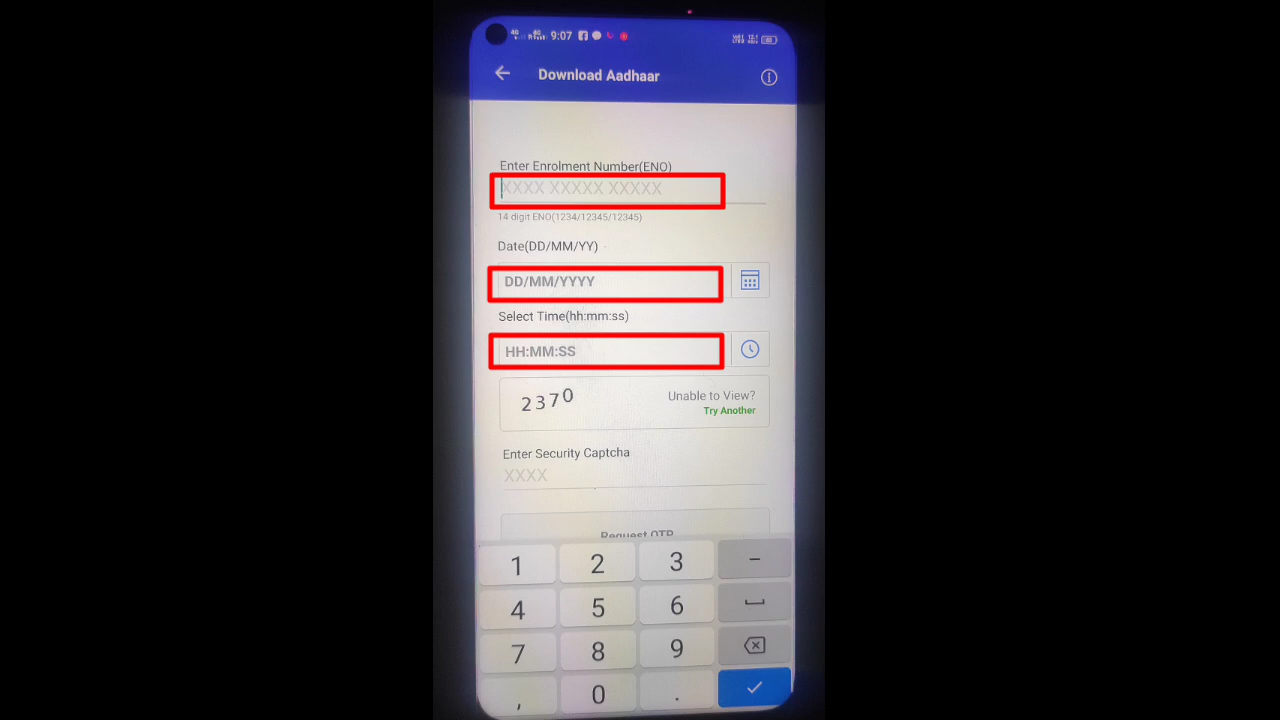 9:07
Download Aadhaar
Enter Enrolment Number(ENO)
XXXX XXXXX XXXXX
14 digit ENO(1234/12345/12345)
Date(DD/MM/YY)
DD/MM/YYYY
Select Time(hh:mm:ss)
HH:MM:SS
2370
Unable to View?
Try Another
Enter Security Captcha
XXXX
Request OTP
1 2 3 -
4 5 6
7 8 9
, 0 .